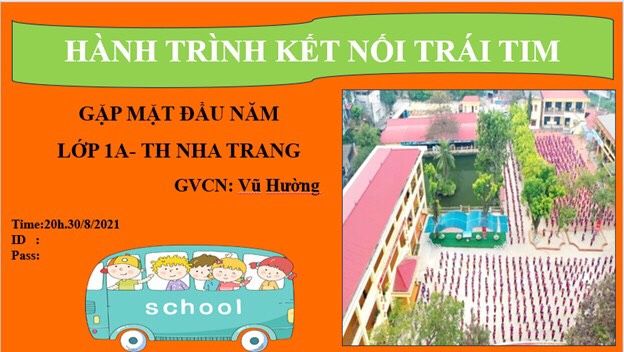 HÀNH TRÌNH KẾT NỐI TRÁI TIM
GẶP MẶT ĐẦU NĂM
LỚP 1A- TH NHA TRANG
GVCN: Vũ Hường
Time:20h.30/8/2021
ID :
Pass:
school